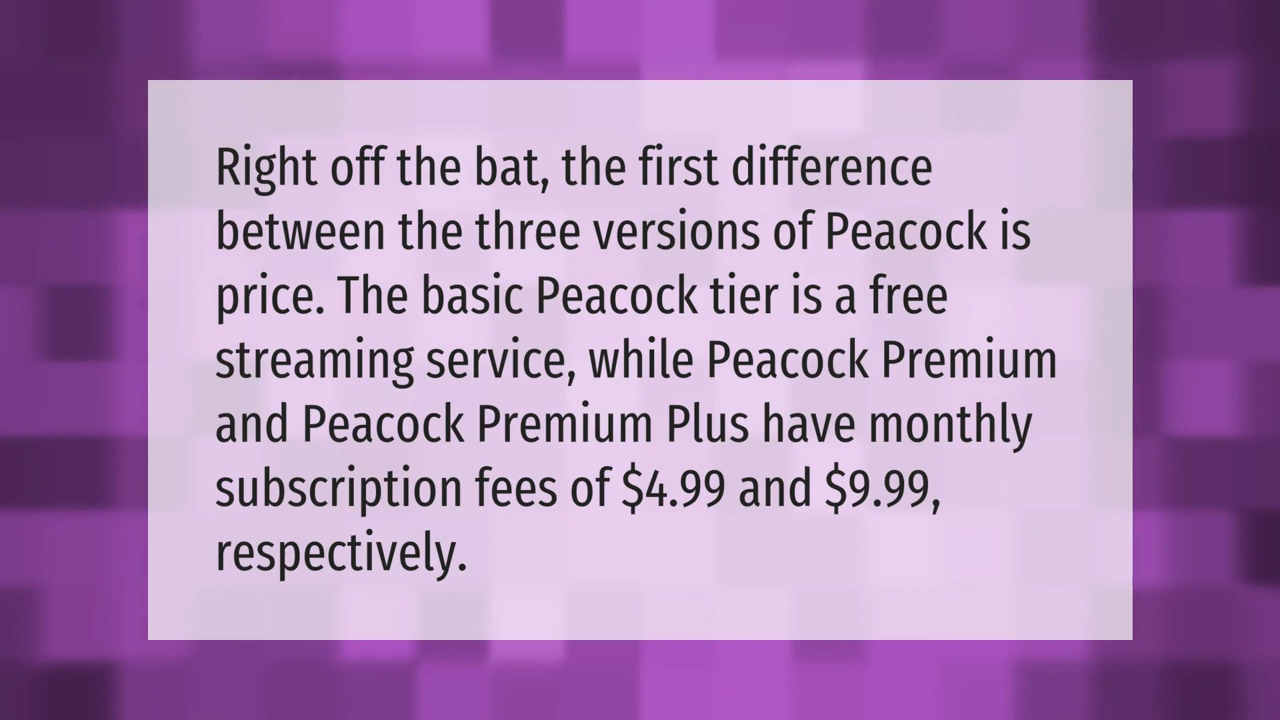 Right off the bat, the first difference
between the three versions of Peacock is
price. The basic Peacock tier is a free
streaming service, while Peacock Premium
and Peacock Premium Plus have monthly
subscription fees of $4.99 and $9.99,
respectively.